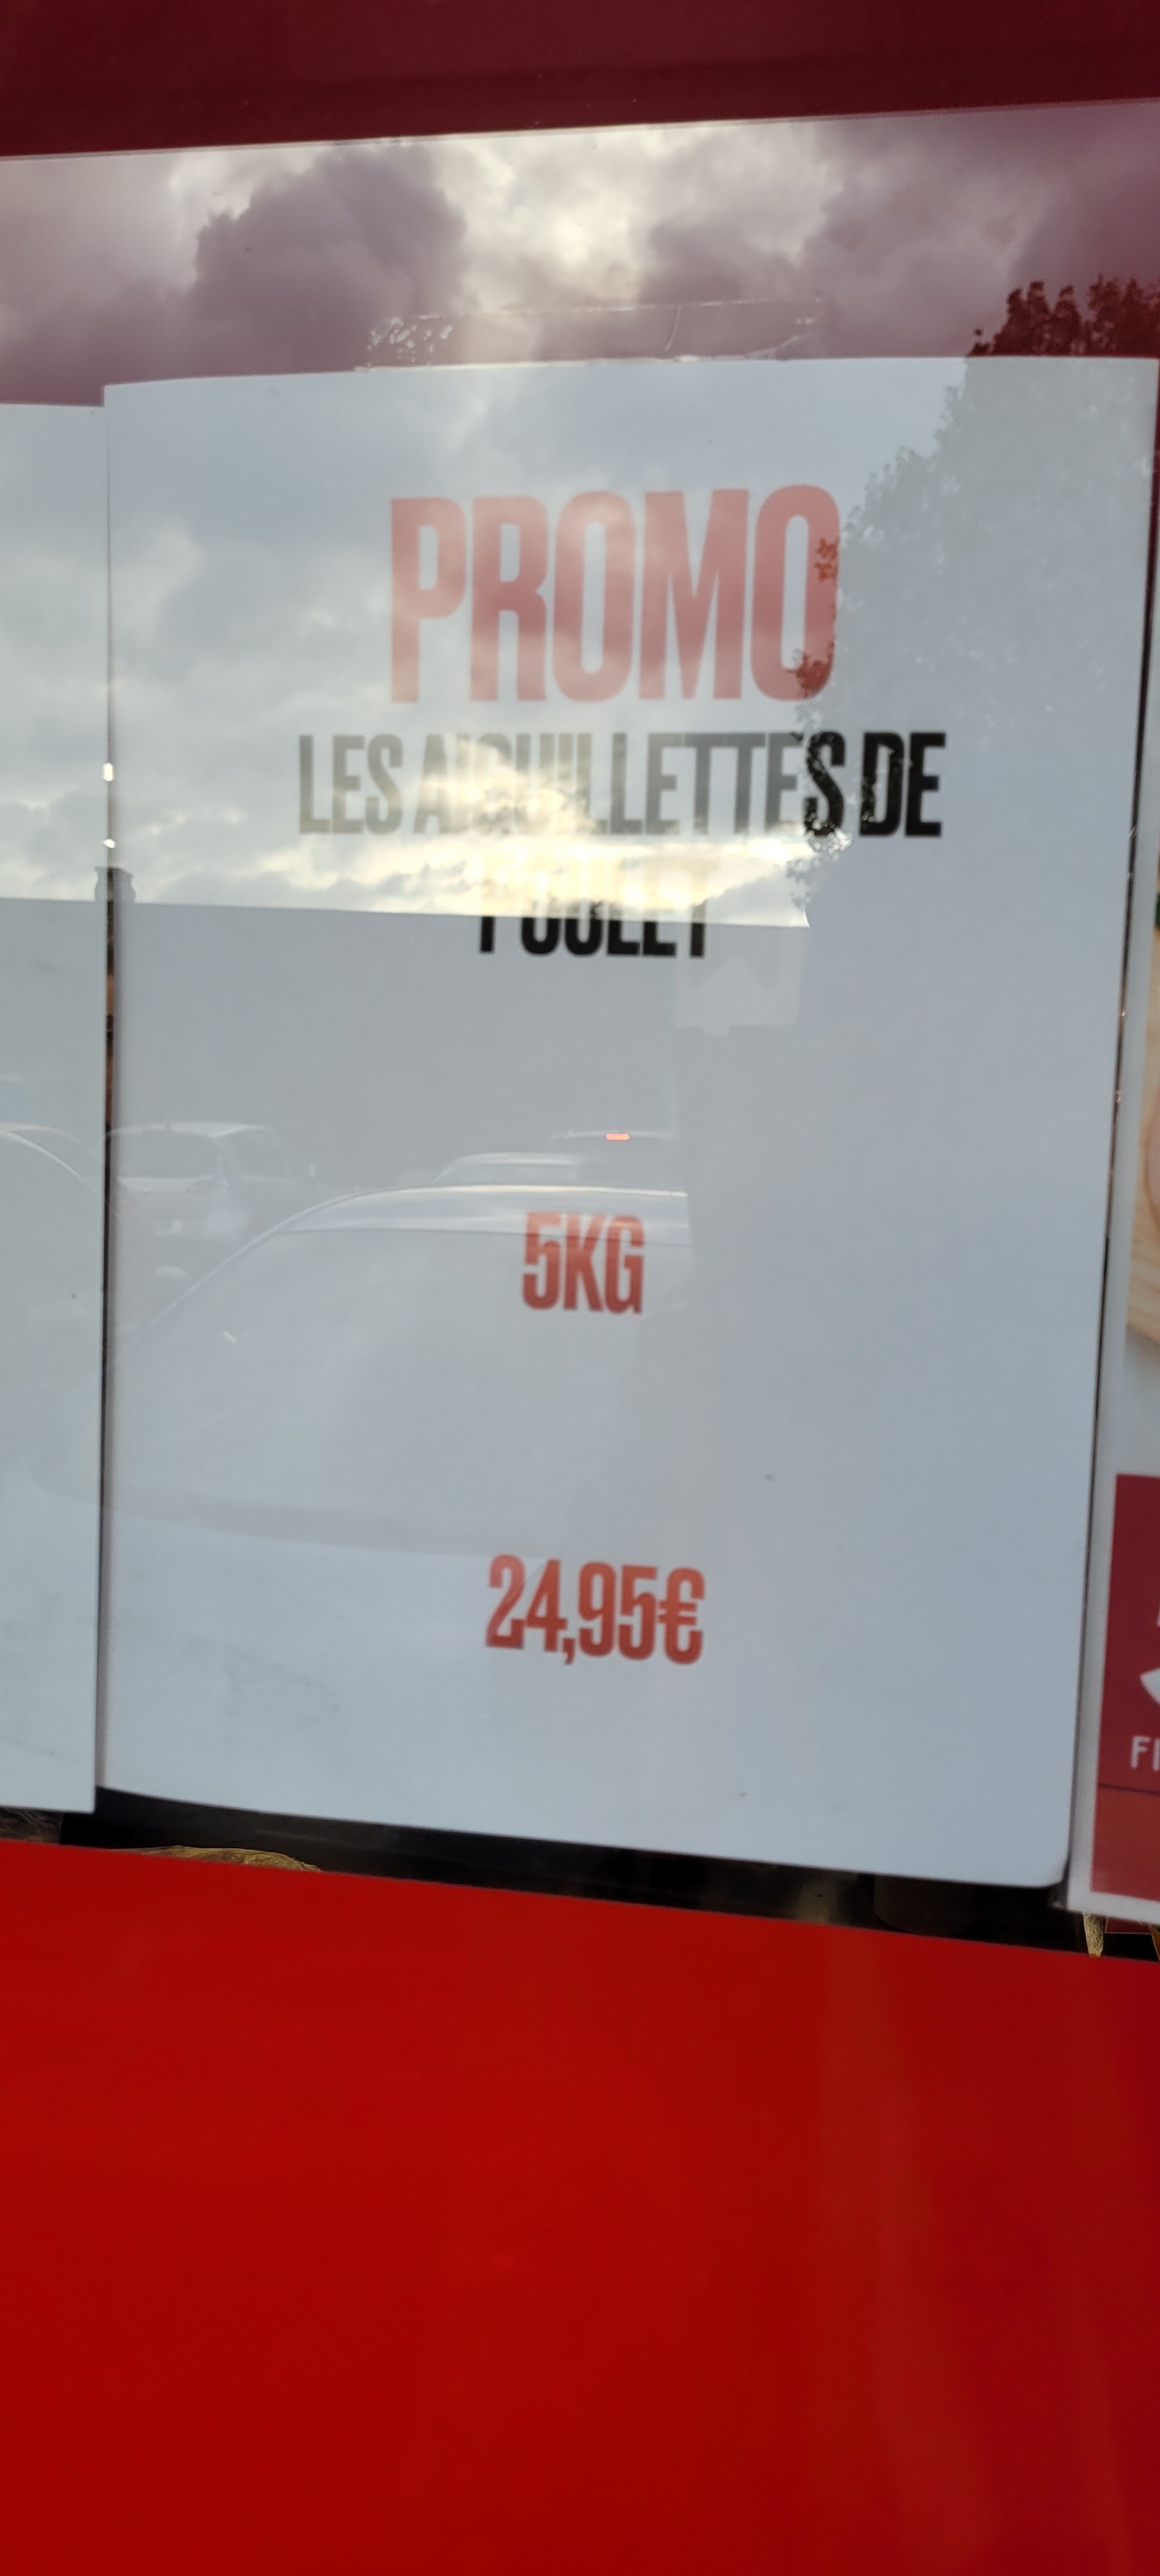 PROMO
LES AIGUILLETTES DE
POULET
5KG
24,95€